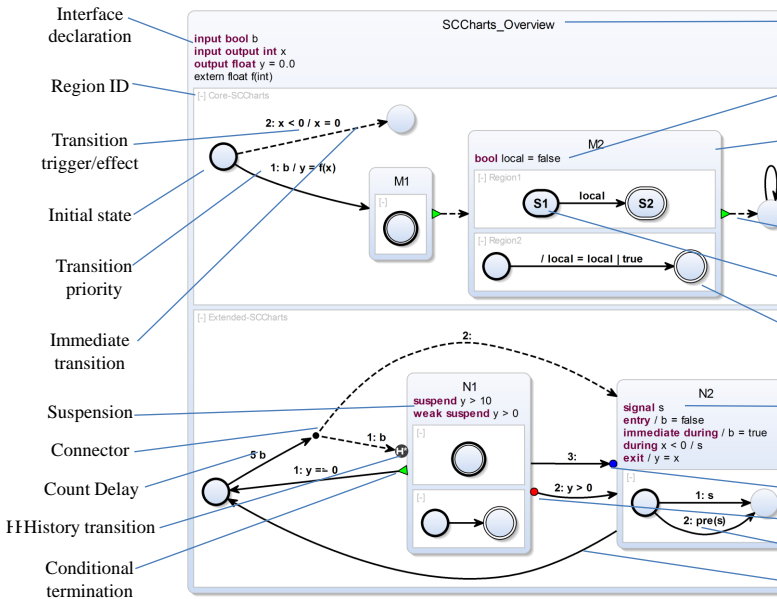 Interface
declaration
Region ID
Transition
trigger/effect
Initial state
Transition
priority
Immediate
transition
Suspension
Connector
Count Delay
History transition
Conditional
termination
SCCharts_Overview
input bool b
input output int x
output float y = 0.0
extern float f(int)
[-] Core-SCCharts
2: x < 0 / x = 0
1: b / y = f(x)
M1
[-]
M2
bool local = false
[-] Region1
S1
local
S2
[-] Region2
/ local = local | true
[-] Extended-SCCharts
2:
5 b
1: b
H*
1: y == 0
N1
suspend y > 10
weak suspend y > 0
[-]
[-]
3:
2: y > 0
N2
signal s
entry / b = false
immediate during / b = true
during x < 0 / s
exit / y = x
[-]
1: s
2: pre(s)